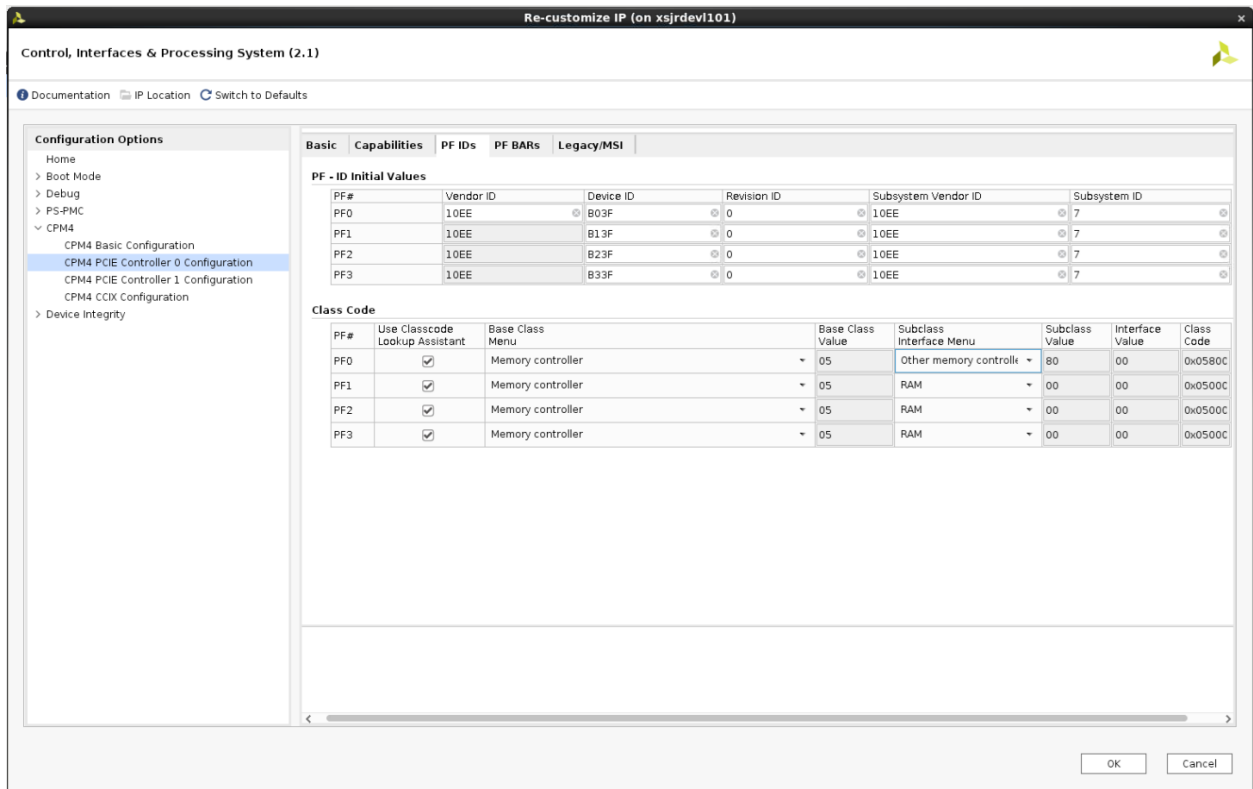 Re-customize IP (on xsjrdevl101)
Control, Interfaces & Processing System (2.1)
Documentation IP Location Switch to Defaults
Configuration Options
Home
Boot Mode
Debug
PS-PMC
CPM4
CPM4 Basic Configuration
CPM4 PCIE Controller 0 Configuration
CPM4 PCIE Controller 1 Configuration
CPM4 CCIX Configuration
Device Integrity
Basic Capabilities PF IDs PF BARs Legacy/MSI
PF - ID Initial Values
PF# Vendor ID Device ID Revision ID Subsystem Vendor ID Subsystem ID
PF0 10EE B03F 0 10EE 7
PF1 10EE B13F 0 10EE 7
PF2 10EE B23F 0 10EE 7
PF3 10EE B33F 0 10EE 7
Class Code
PF# Use Classcode Lookup Assistant Base Class Menu Base Class Value Subclass Interface Menu Subclass Value Interface Value Class Code
PF0 Memory controller 05 Other memory controlle 80 00 0x0580
PF1 Memory controller 05 RAM 00 00 0x0500
PF2 Memory controller 05 RAM 00 00 0x0500
PF3 Memory controller 05 RAM 00 00 0x0500
OK Cancel